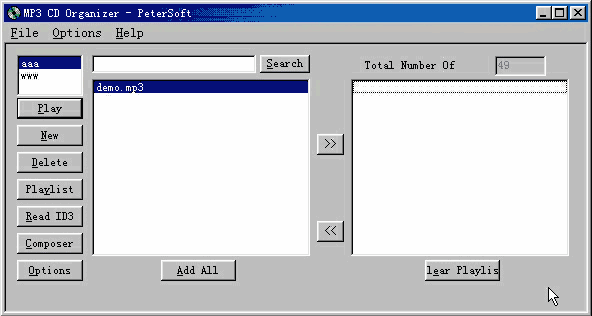 MP3 CD Organizer - PeterSoft
File Options Help
aaa
www
Search
Total Number Of 49
demo.mp3
Play
New
Delete
Playlist
Read ID3
Composer
Options
>>
<<
Add All
lear Playlis